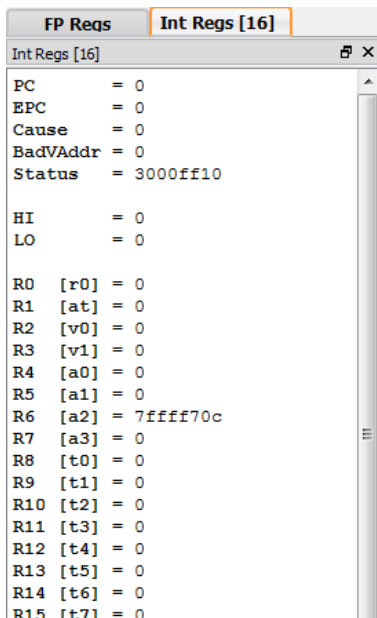 FP Regs Int Regs [16]
Int Regs [16]
PC = 0
EPC = 0
Cause = 0
BadVAddr = 0
Status = 3000ff10
HI = 0
LO = 0
R0 [r0] = 0
R1 [at] = 0
R2 [v0] = 0
R3 [v1] = 0
R4 [a0] = 0
R5 [a1] = 0
R6 [a2] = 7ffff70c
R7 [a3] = 0
R8 [t0] = 0
R9 [t1] = 0
R10 [t2] = 0
R11 [t3] = 0
R12 [t4] = 0
R13 [t5] = 0
R14 [t6] = 0
R15 [t7] = 0